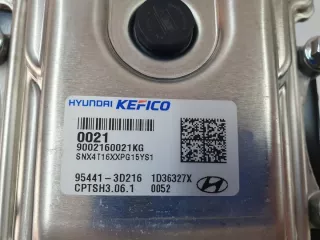 HYUNDAI KEFICO
0021
9002160021KG
SNX4T16XXPG15YS1
95441-3D216 1D36327X
CPTSH3.06.1 0052